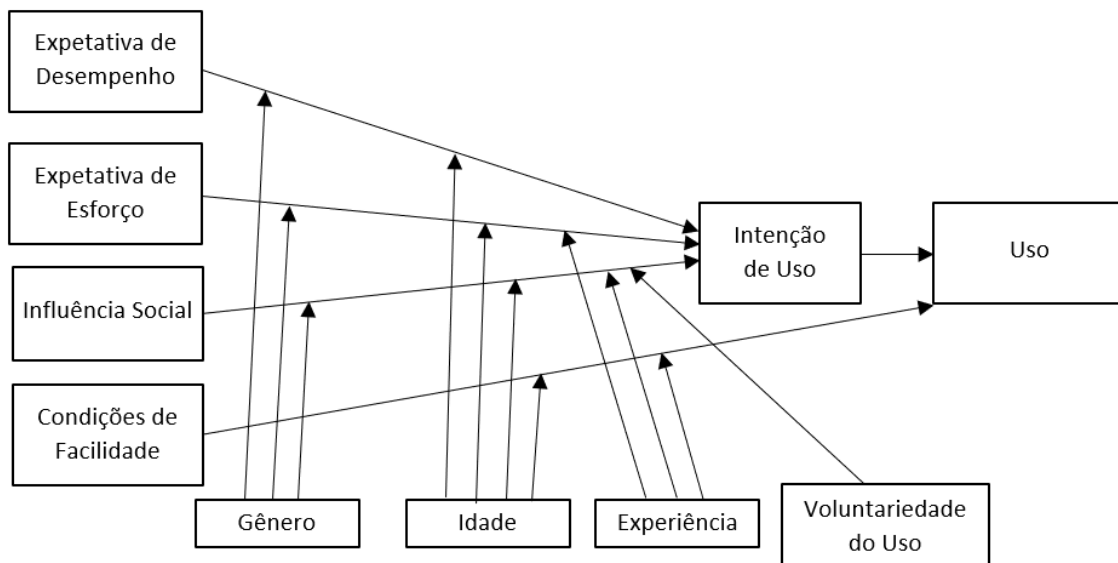 Expetativa de
Desempenho
Expetativa de
Esforço
Influência Social
Condições de
Facilidade
Intenção
de Uso
Uso
Gênero
Idade
Experiência
Voluntariedade
do Uso